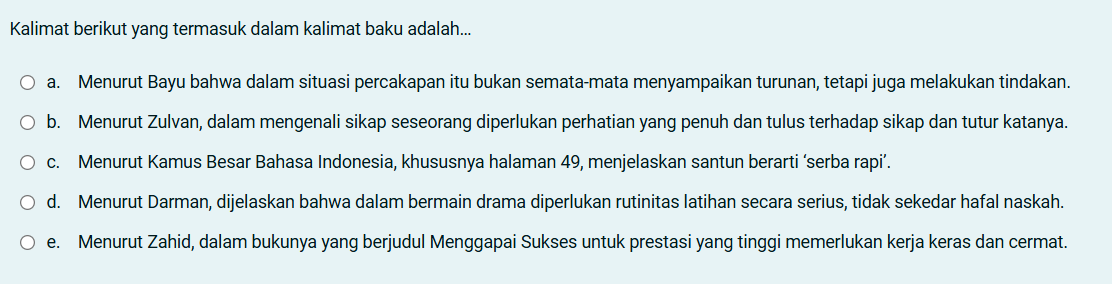 Kalimat berikut yang termasuk dalam kalimat baku adalah...
a. Menurut Bayu bahwa dalam situasi percakapan itu bukan semata-mata menyampaikan turunan, tetapi juga melakukan tindakan.
b. Menurut Zulvan, dalam mengenali sikap seseorang diperlukan perhatian yang penuh dan tulus terhadap sikap dan tutur katanya.
c. Menurut Kamus Besar Bahasa Indonesia, khususnya halaman 49, menjelaskan santun berarti ‘serba rapi’.
d. Menurut Darman, dijelaskan bahwa dalam bermain drama diperlukan rutinitas latihan secara serius, tidak sekedar hafal naskah.
e. Menurut Zahid, dalam bukunya yang berjudul Menggapai Sukses untuk prestasi yang tinggi memerlukan kerja keras dan cermat.